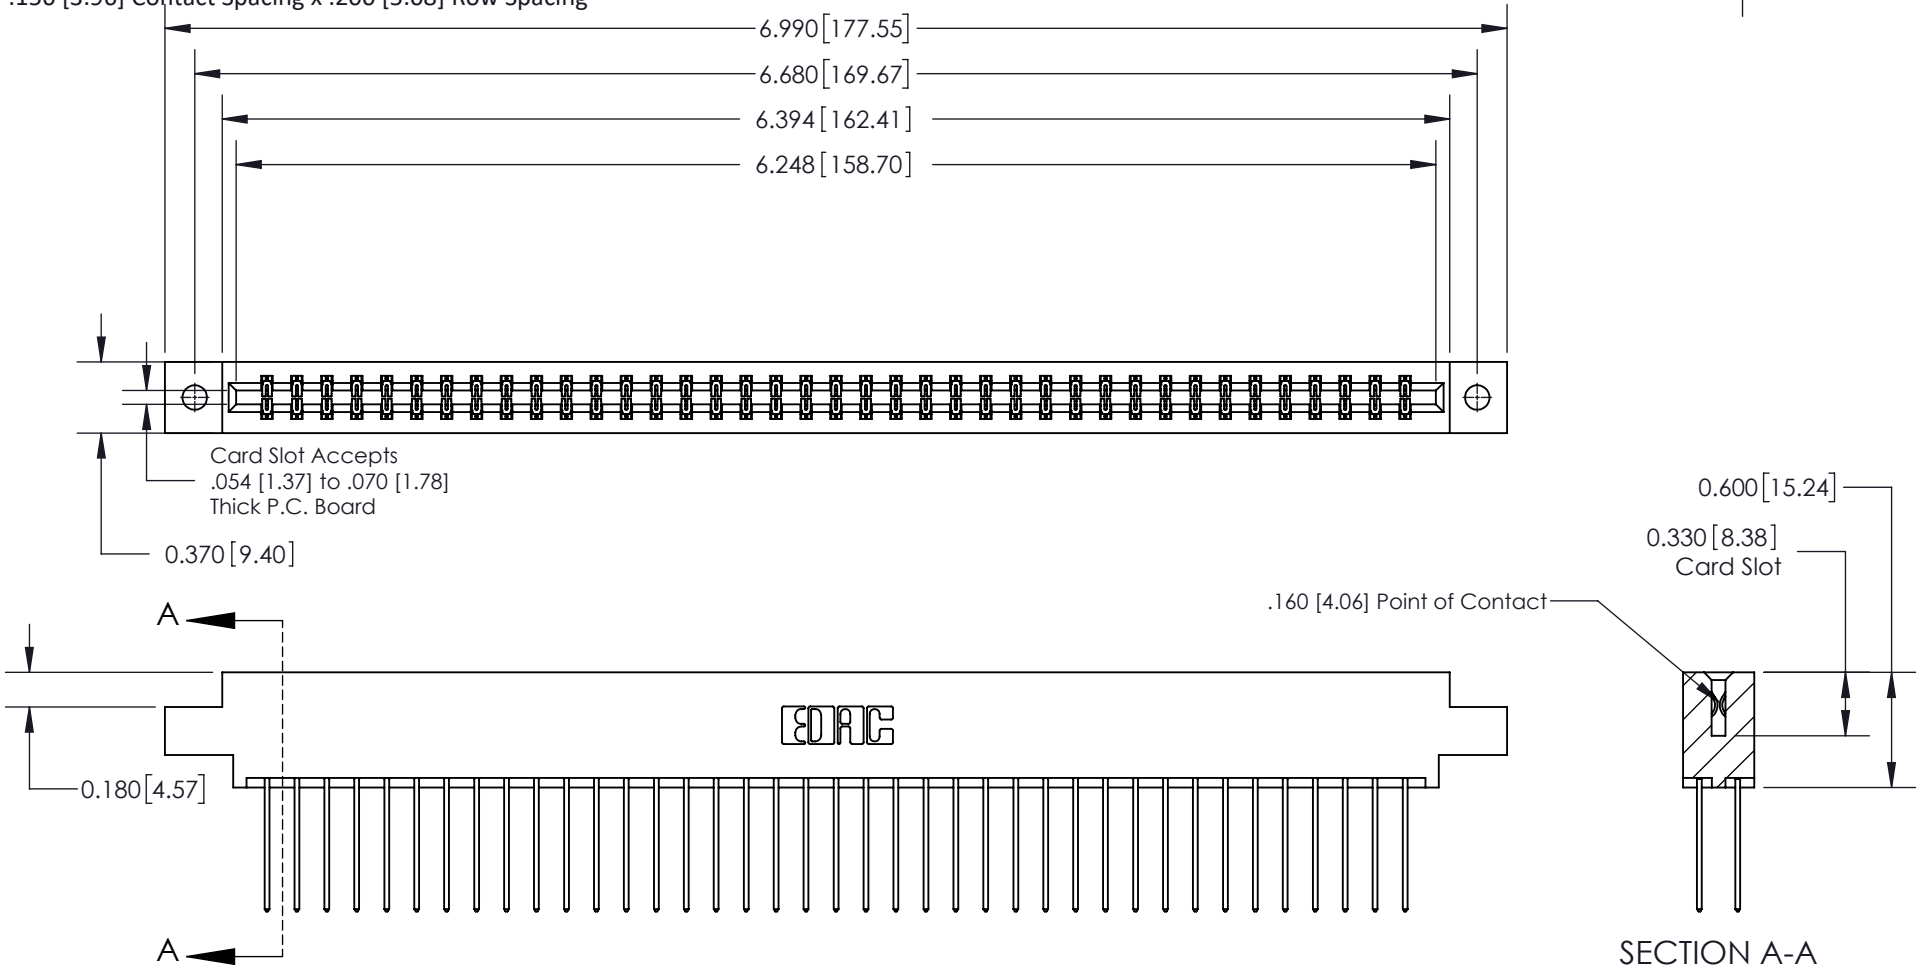 .156 [3.96] Contact Spacing x .200 [5.08] Row Spacing
6.990[177.55]
6.680[169.67]
6.394[162.41]
6.248[158.70]
Card Slot Accepts
.054 [1.37] to .070 [1.78]
Thick P.C. Board
0.370[9.40]
0.600[15.24]
0.330[8.38]
Card Slot
.160 [4.06] Point of Contact
A
EDAC
0.180[4.57]
A
SECTION A-A